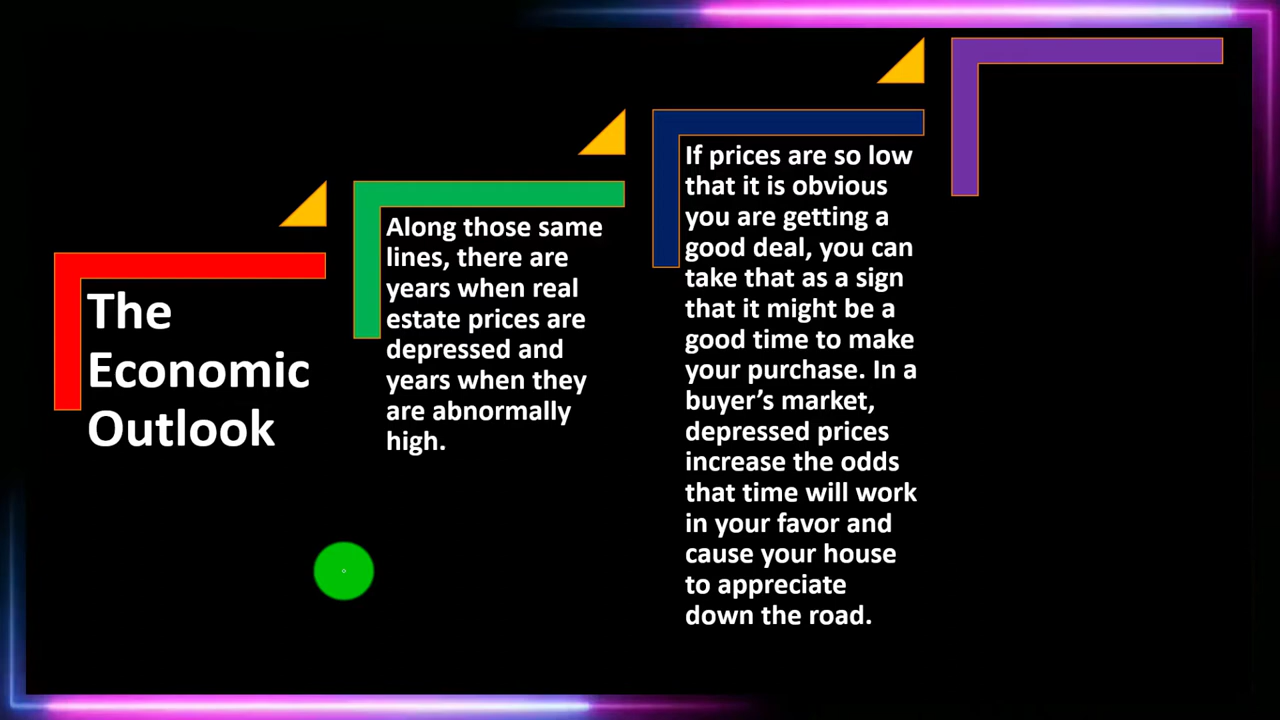 The
Economic
Outlook
Along those same
lines, there are
years when real
estate prices are
depressed and
years when they
are abnormally
high.
If prices are so low
that it is obvious
you are getting a
good deal, you can
take that as a sign
that it might be a
good time to make
your purchase. In a
buyer’s market,
depressed prices
increase the odds
that time will work
in your favor and
cause your house
to appreciate
down the road.